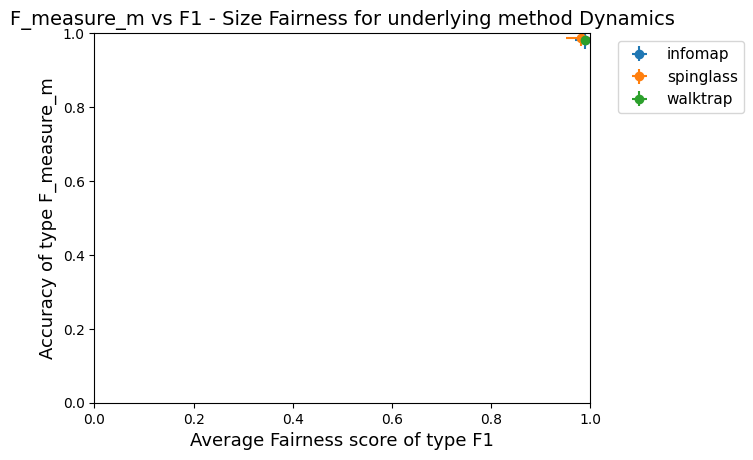 F_measure_m vs F1 - Size Fairness for underlying method Dynamics
Accuracy of type F_measure_m
1.0
0.8
0.6
0.4
0.2
0.0
0.0 0.2 0.4 0.6 0.8 1.0
Average Fairness score of type F1
infomap
spinglass
walktrap